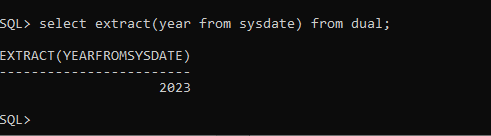 SQL> select extract(year from sysdate) from dual;
EXTRACT(YEARFROMSYSDATE)
------------------------
2023
SQL>